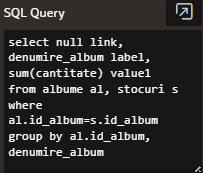 SQL Query
select null link,
denumire_album label,
sum(cantitate) value1
from albume al, stocuri s
where
al.id_album=s.id_album
group by al.id_album,
denumire_album